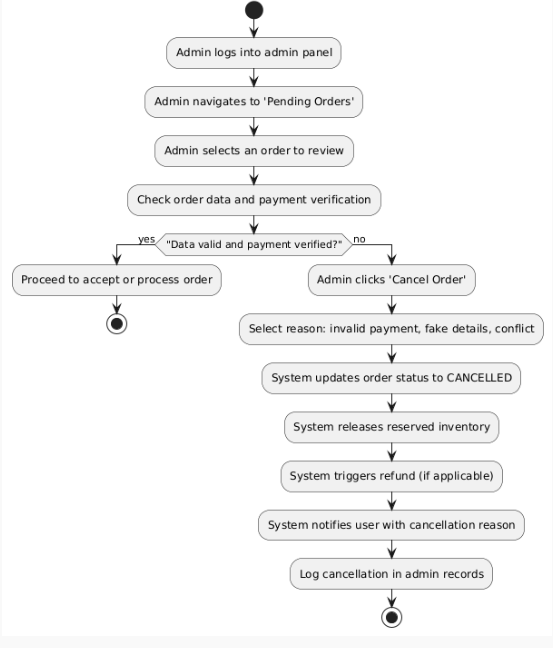 Admin logs into admin panel
Admin navigates to 'Pending Orders'
Admin selects an order to review
Check order data and payment verification
yes
"Data valid and payment verified?"
no
Proceed to accept or process order
Admin clicks 'Cancel Order'
Select reason: invalid payment, fake details, conflict
System updates order status to CANCELLED
System releases reserved inventory
System triggers refund (if applicable)
System notifies user with cancellation reason
Log cancellation in admin records